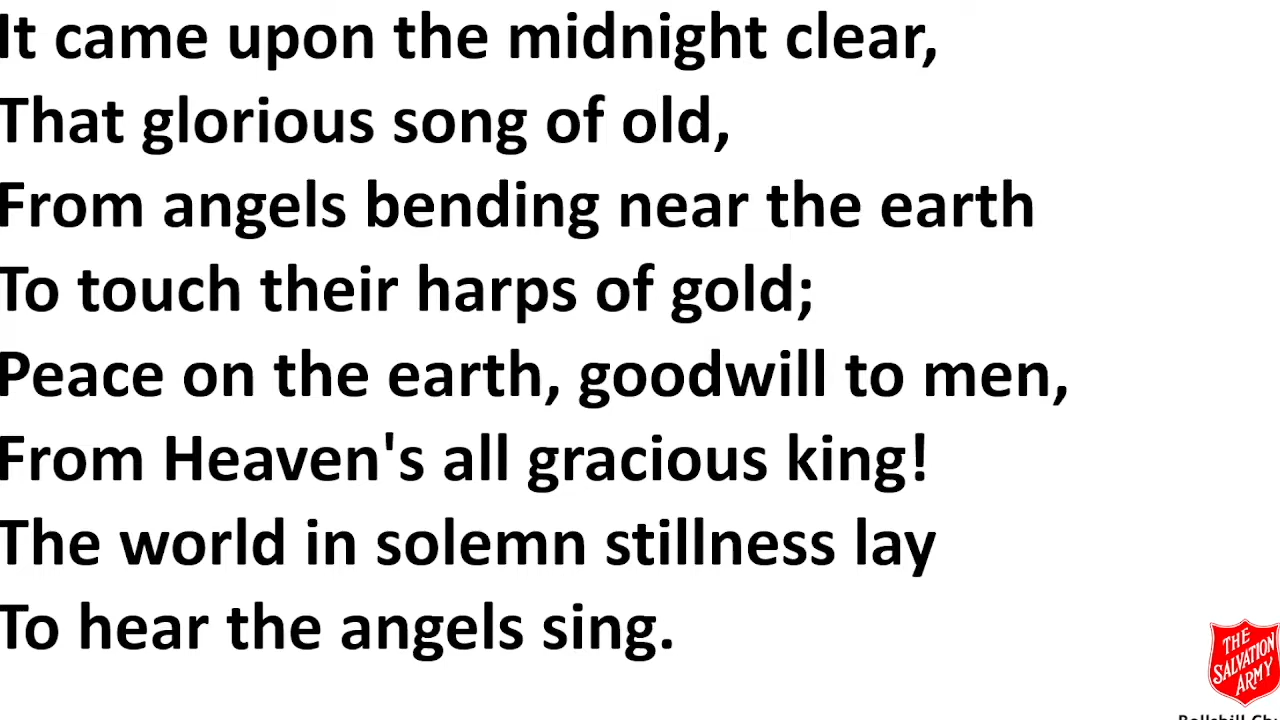 It came upon the midnight clear,
That glorious song of old,
From angels bending near the earth
To touch their harps of gold;
Peace on the earth, goodwill to men,
From Heaven's all gracious king!
The world in solemn stillness lay
To hear the angels sing.
THE
SALVATION
ARMY